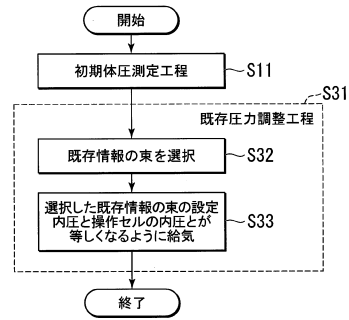 開始
初期体圧測定工程
S11
S31
既存圧力調整工程
既存情報の束を選択
S32
選択した既存情報の束の設定
内圧と操作セルの内圧とが
等しくなるように給気
S33
終了